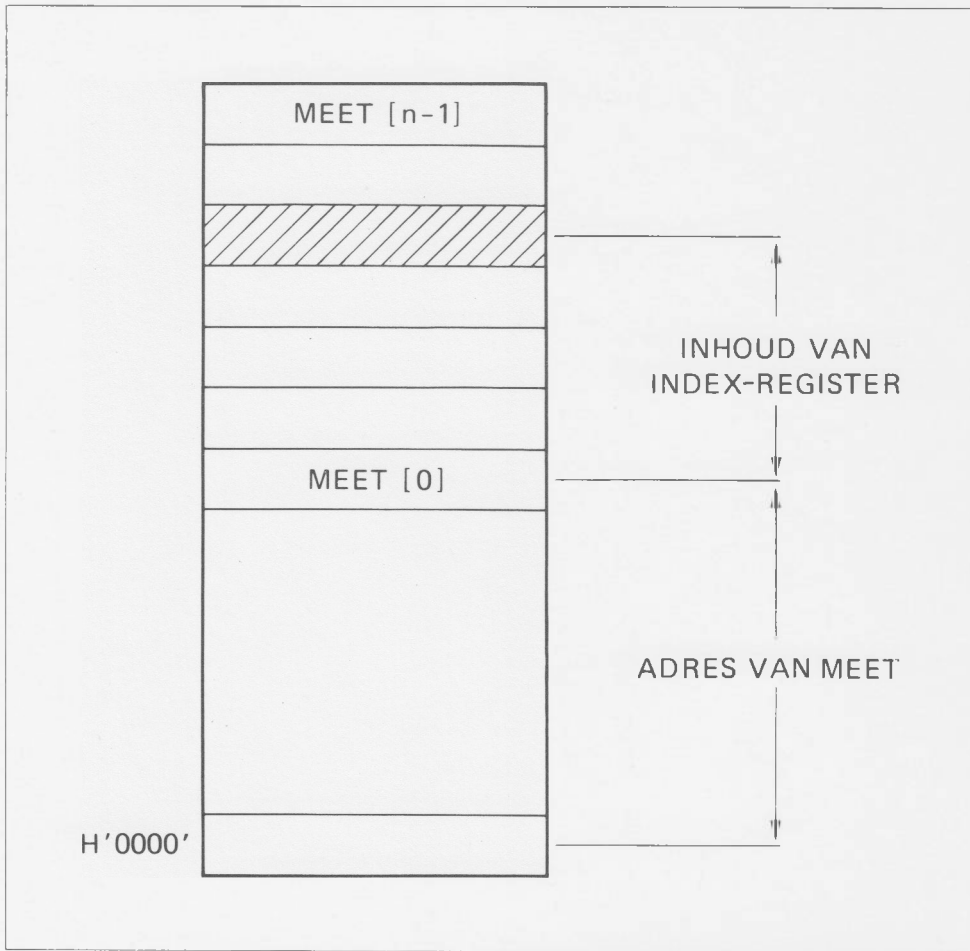 MEET [n-1]
INHOUD VAN
INDEX-REGISTER
MEET [0]
ADRES VAN MEET
H'0000'